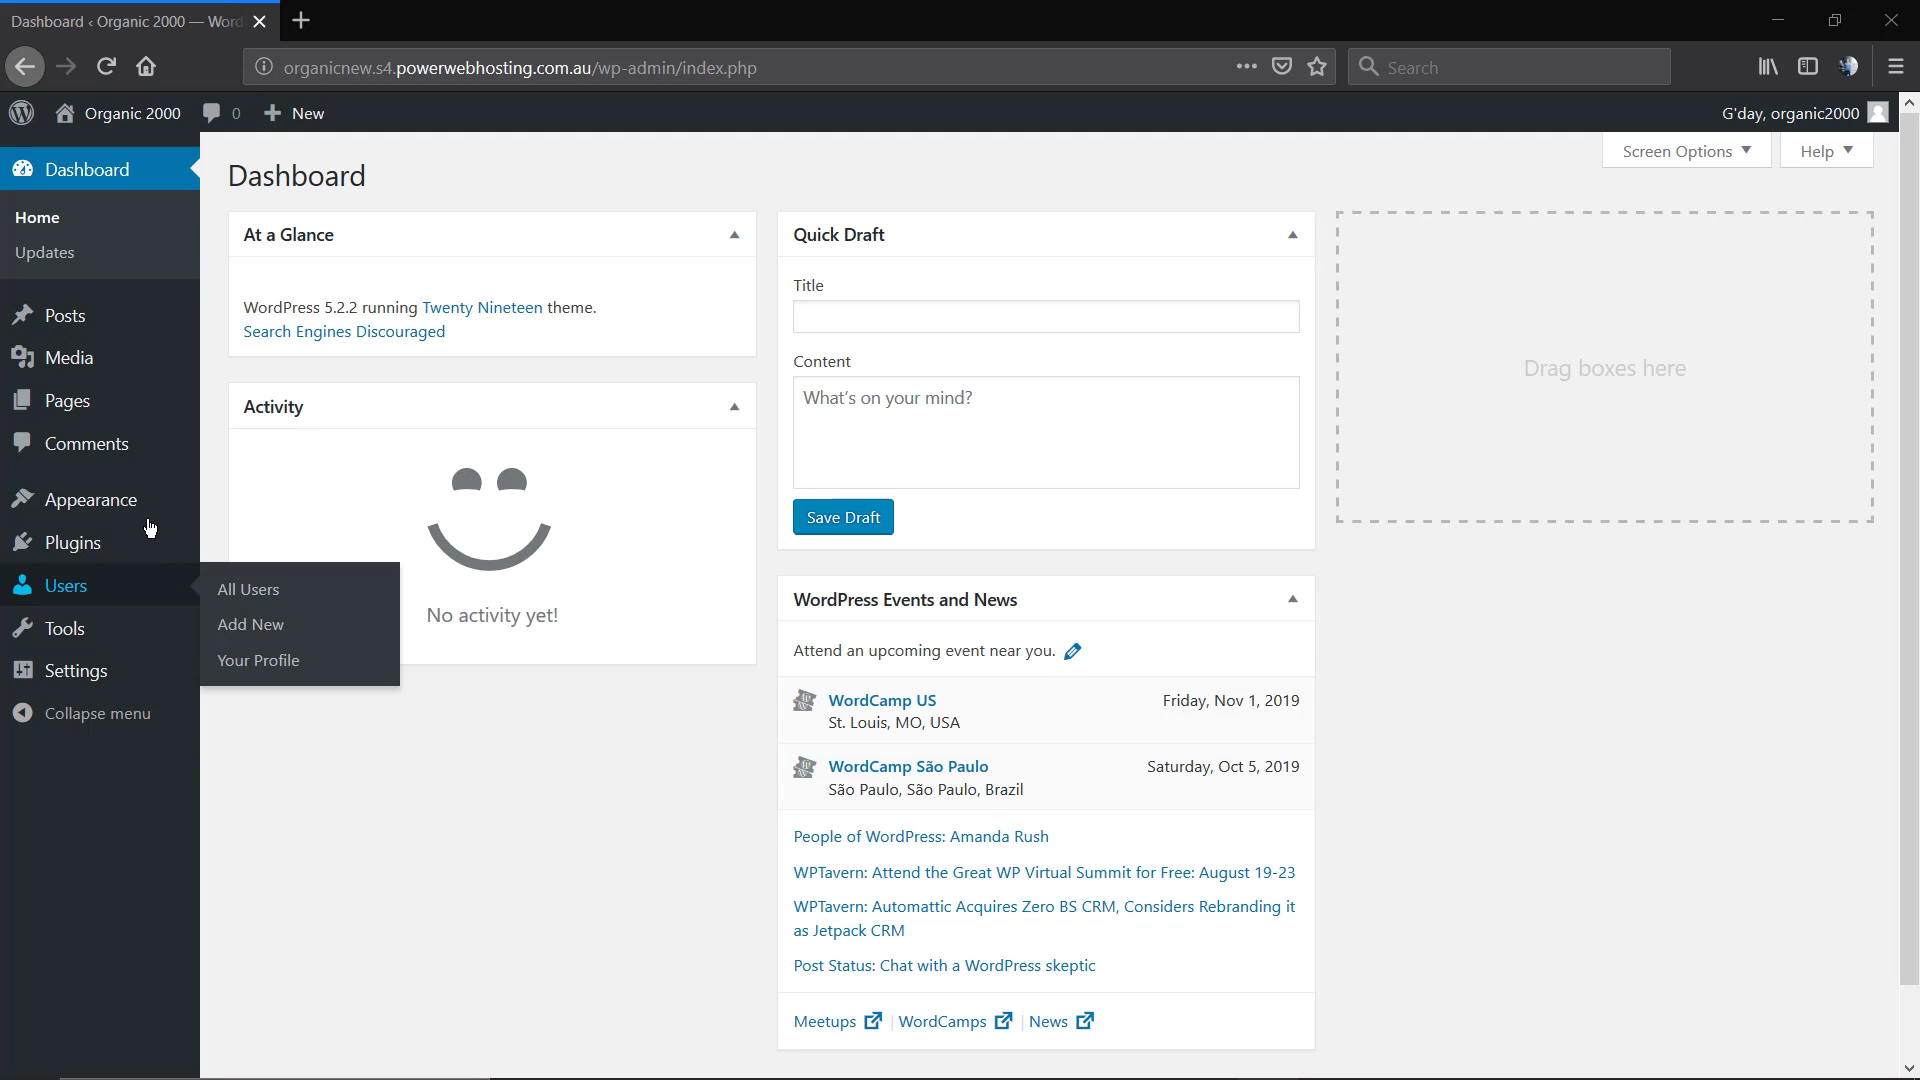 Dashboard ‹ Organic 2000 — Word
organicnew.s4.powerwebhosting.com.au/wp-admin/index.php
Search
Organic 2000
0
New
G'day, organic2000
Dashboard
Home
Updates
Posts
Media
Pages
Comments
Appearance
Plugins
Users
Tools
Settings
Collapse menu
All Users
Add New
Your Profile
Screen Options
Help
Dashboard
At a Glance
WordPress 5.2.2 running Twenty Nineteen theme.
Search Engines Discouraged
Activity
No activity yet!
Quick Draft
Title
Content
What's on your mind?
Save Draft
WordPress Events and News
Attend an upcoming event near you.
WordCamp US
Friday, Nov 1, 2019
St. Louis, MO, USA
WordCamp São Paulo
Saturday, Oct 5, 2019
São Paulo, São Paulo, Brazil
People of WordPress: Amanda Rush
WPTavern: Attend the Great WP Virtual Summit for Free: August 19-23
WPTavern: Automattic Acquires Zero BS CRM, Considers Rebranding it
as Jetpack CRM
Post Status: Chat with a WordPress skeptic
Meetups | WordCamps | News
Drag boxes here